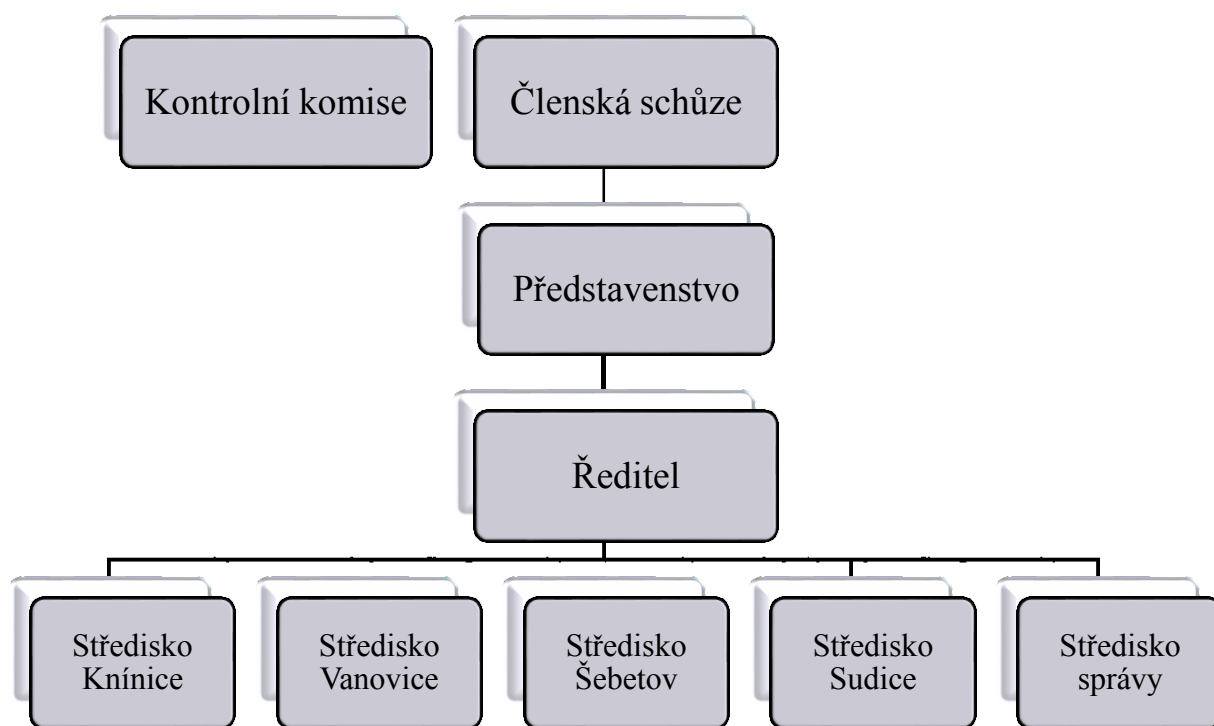 Kontrolní komise
Členská schůze
Představenstvo
Ředitel
Středisko
Knínice
Středisko
Vanovice
Středisko
Šebetov
Středisko
Sudice
Středisko
správy